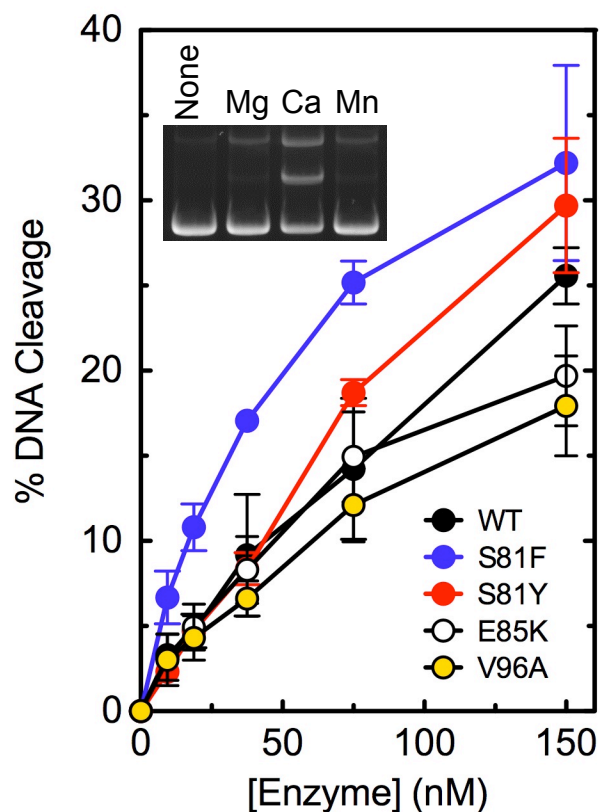 40
30
20
10
0
% DNA Cleavage
None
Mg Ca Mn
WT
S81F
S81Y
E85K
V96A
0 50 100 150
[Enzyme] (nM)